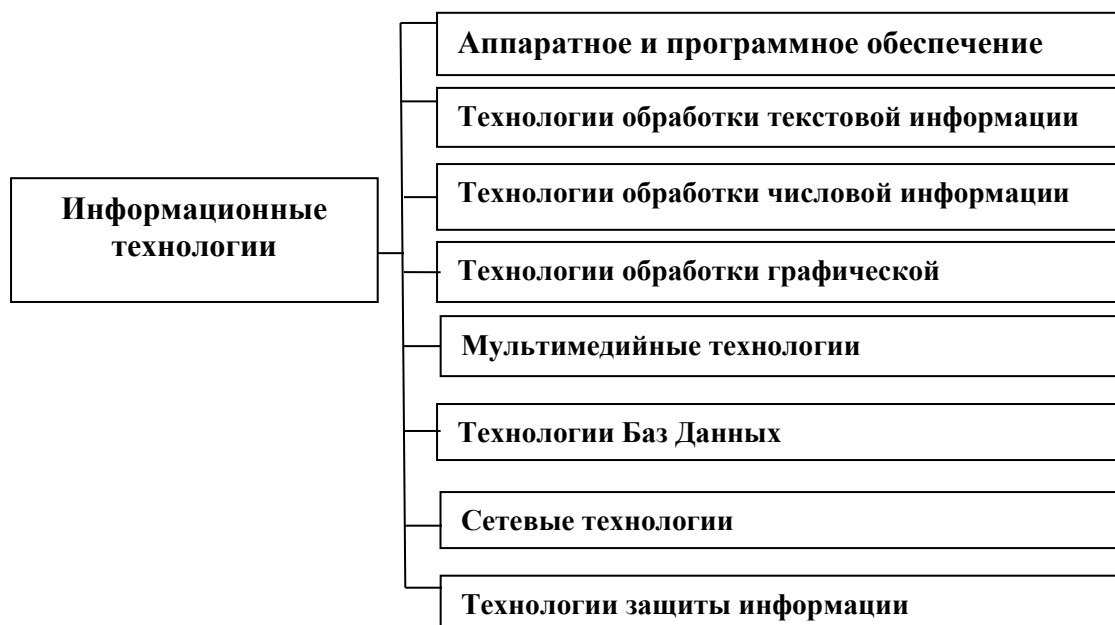 Информационные
технологии
Аппаратное и программное обеспечение
Технологии обработки текстовой информации
Технологии обработки числовой информации
Технологии обработки графической
Мультимедийные технологии
Технологии Баз Данных
Сетевые технологии
Технологии защиты информации